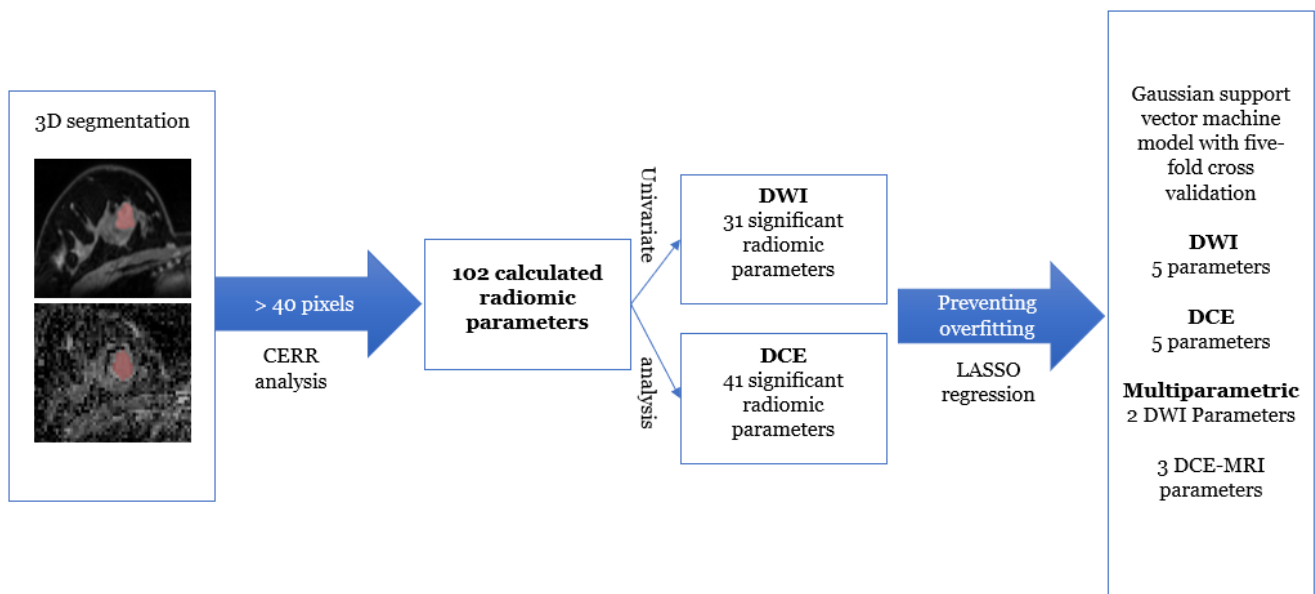 3D segmentation
> 40 pixels
CERR
analysis
102 calculated
radiomic
parameters
Univariate
analysis
DWI
31 significant
radiomic
parameters
DCE
41 significant
radiomic
parameters
Preventing
overfitting
LASSO
regression
Gaussian support
vector machine
model with five-
fold cross
validation
DWI
5 parameters
DCE
5 parameters
Multiparametric
2 DWI Parameters
3 DCE-MRI
parameters